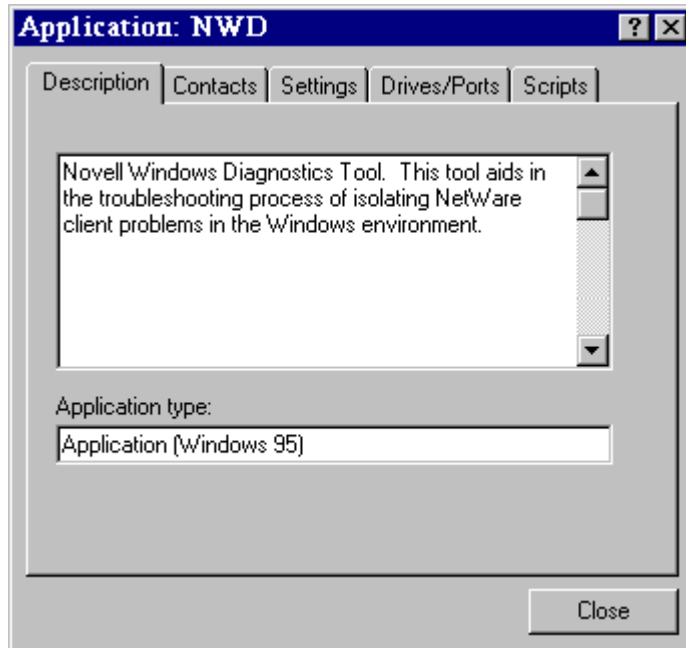 Application: NWD
Description Contacts Settings Drives/Ports Scripts
Novell Windows Diagnostics Tool. This tool aids in
the troubleshooting process of isolating NetWare
client problems in the Windows environment.
Application type:
Application (Windows 95)
Close